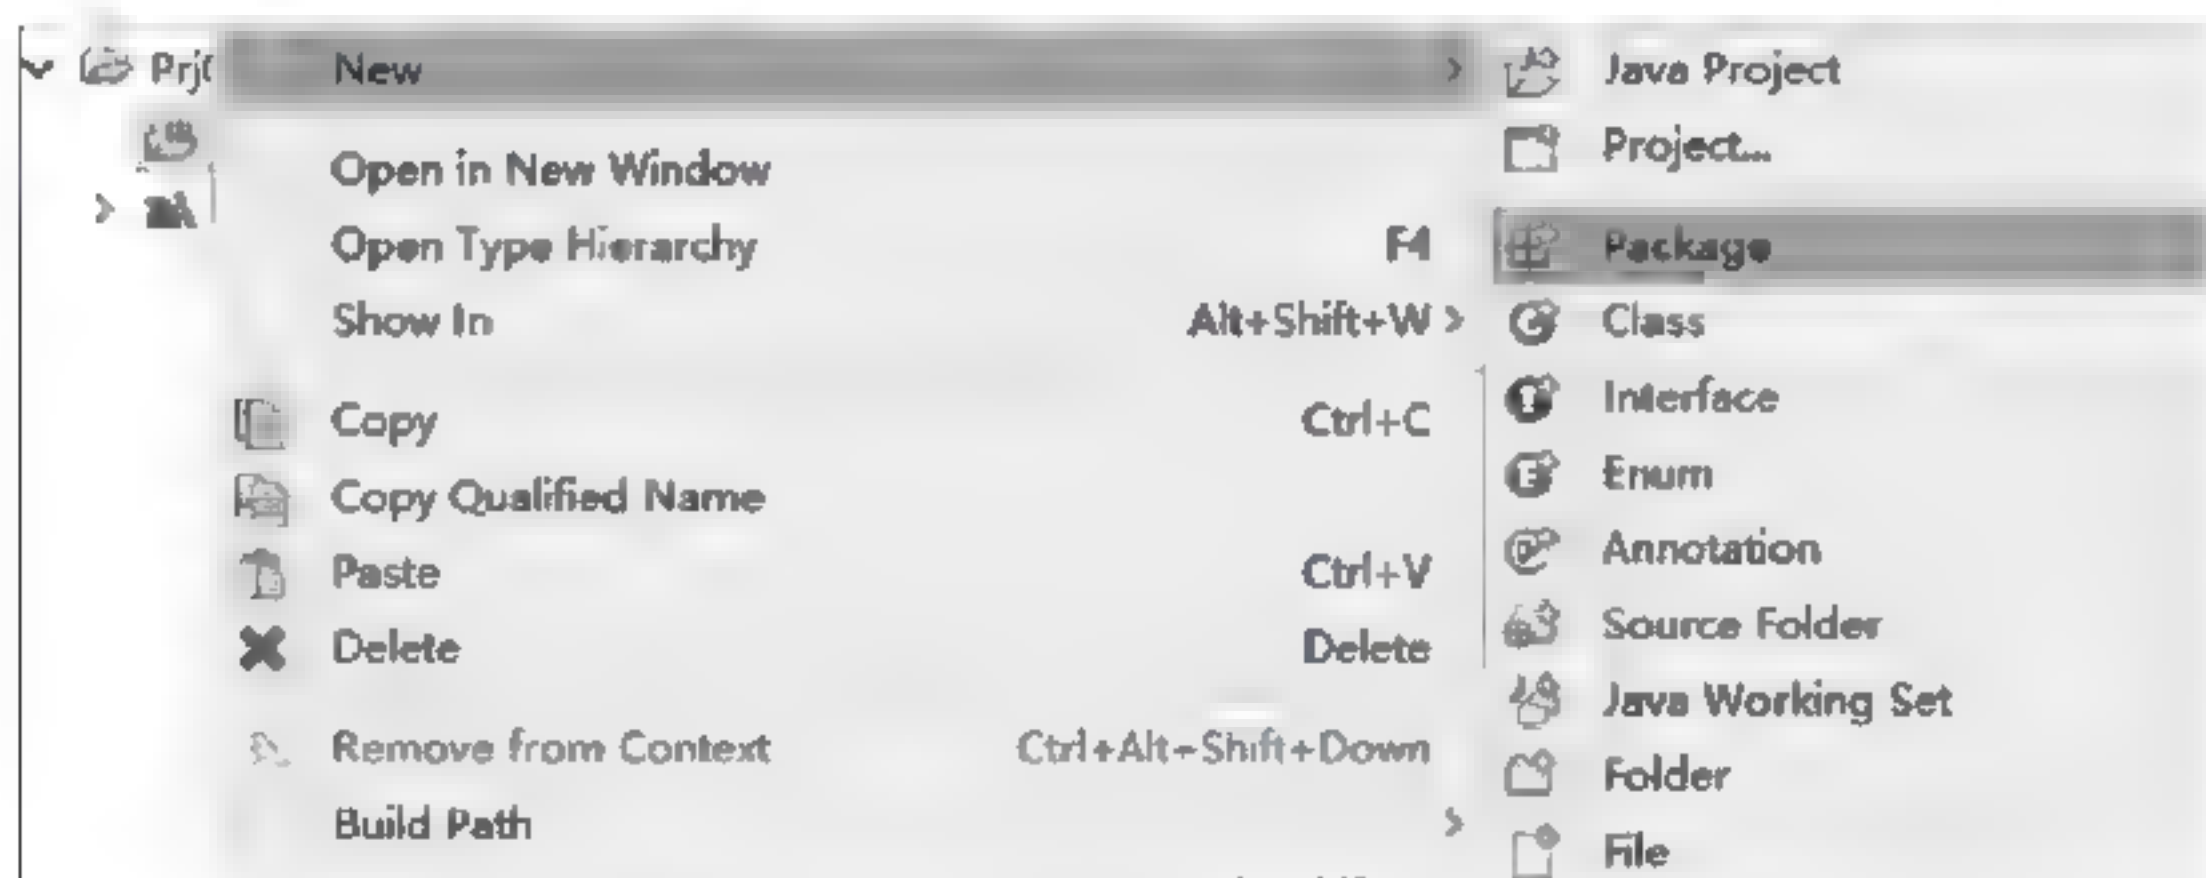 New
Open in New Window
Open Type Hierarchy F4
Show In Alt+Shift+W
Copy Ctrl+C
Copy Qualified Name
Paste Ctrl+V
Delete Delete
Remove from Context Ctrl+Alt+Shift+Down
Build Path
Java Project
Project...
Package
Class
Interface
Enum
Annotation
Source Folder
Java Working Set
Folder
File